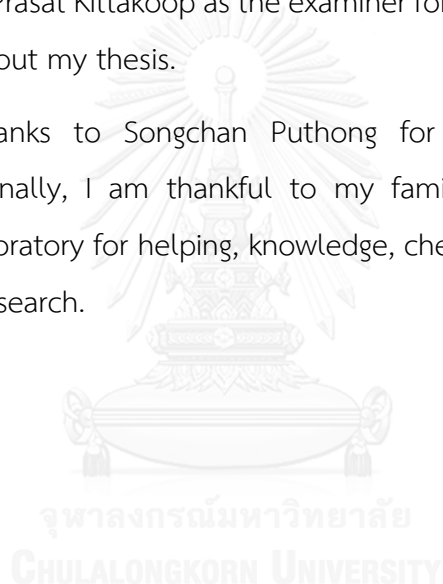 Prasat Kittakoop as the examiner for
out my thesis.
anks to Songchan Puthong for
nally, I am thankful to my fami
oratory for helping, knowledge, che
search.
จุฬาลงกรณ์มหาวิทยาลัย
CHULALONGKORN UNIVERSITY